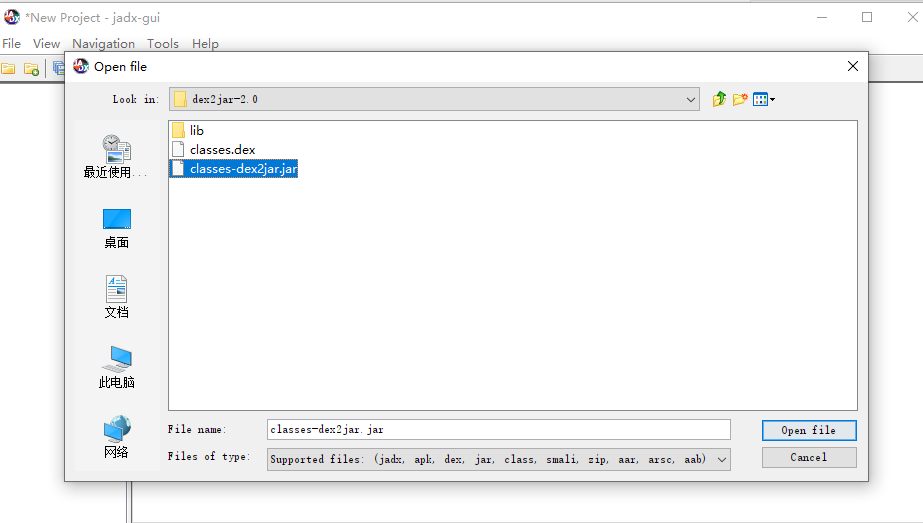 *New Project - jadx-gui
File View Navigation Tools Help
Open file
Look in: dex2jar-2.0
lib
classes.dex
classes-dex2jar.jar
最近使用...
桌面
文档
此电脑
网络
File name: classes-dex2jar.jar Open file
Files of type: Supported files: (jadx, apk, dex, jar, class, smali, zip, aar, arsc, aab) Cancel